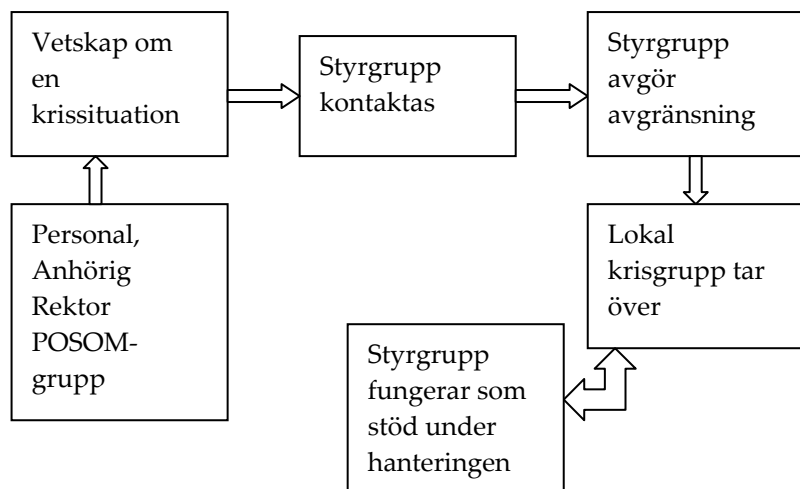 Vetskap om
en
krissituation
Styrgrupp
kontaktas
Styrgrupp
avgör
avgränsning
Personal,
Anhörig
Rektor
POSOM-
grupp
Lokal
krisgrupp tar
över
Styrgrupp
fungerar som
stöd under
hanteringen